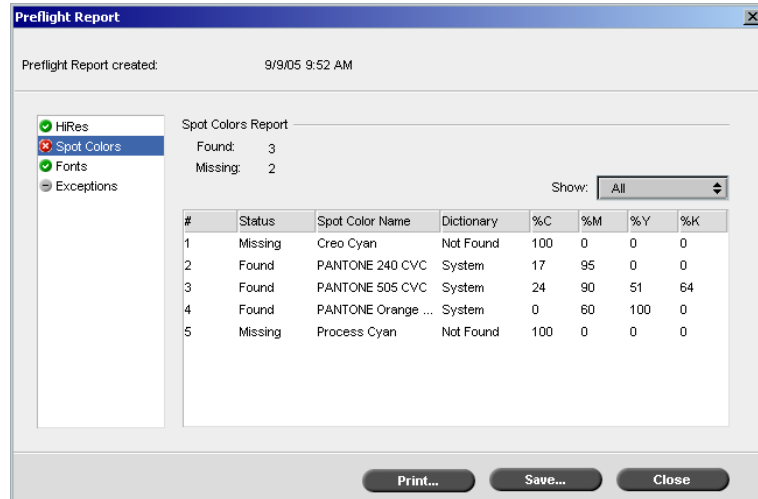 Preflight Report
Preflight Report created: 9/9/05 9:52 AM
HiRes
Spot Colors
Fonts
Exceptions
Spot Colors Report
Found: 3
Missing: 2
Show: All
# Status Spot Color Name Dictionary %C %M %Y %K
1 Missing Creo Cyan Not Found 100 0 0 0
2 Found PANTONE 240 CVC System 17 95 0 0
3 Found PANTONE 505 CVC System 24 90 51 64
4 Found PANTONE Orange ... System 0 60 100 0
5 Missing Process Cyan Not Found 100 0 0 0
Print... Save... Close